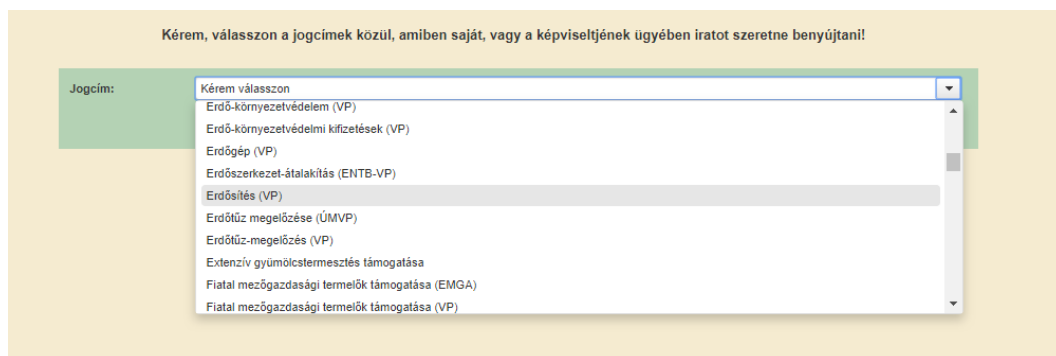 Kérem, válasszon a jogcímek közül, amiben saját, vagy a képviseltjének ügyében iratot szeretne benyújtani!
Jogcím:
Kérem válasszon
Erdő-környezetvédelem (VP)
Erdő-környezetvédelmi kifizetések (VP)
Erdőgép (VP)
Erdőszerkezet-átalakítás (ENTB-VP)
Erdősítés (VP)
Erdőtűz megelőzése (ÚMVP)
Erdőtűz-megelőzés (VP)
Extenzív gyümölcstermesztés támogatása
Fiatal mezőgazdasági termelők támogatása (EMGA)
Fiatal mezőgazdasági termelők támogatása (VP)